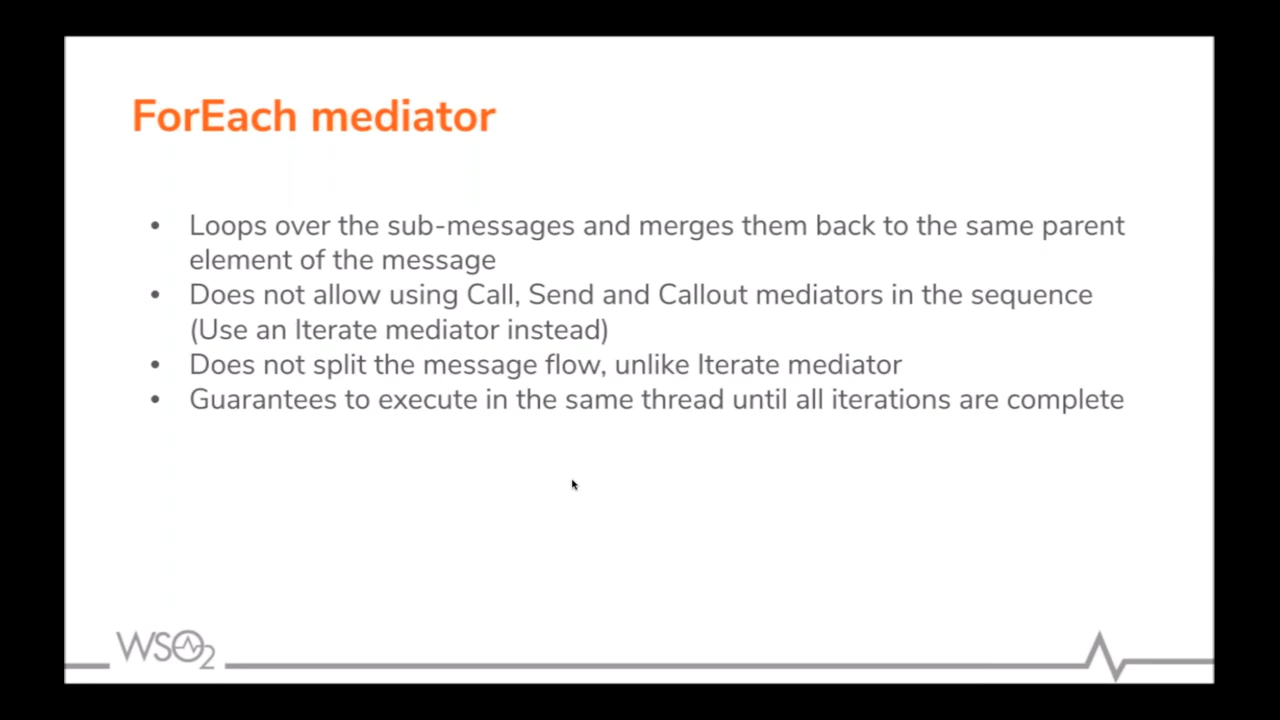 ForEach mediator
• Loops over the sub-messages and merges them back to the same parent
element of the message
• Does not allow using Call, Send and Callout mediators in the sequence
(Use an Iterate mediator instead)
• Does not split the message flow, unlike Iterate mediator
• Guarantees to execute in the same thread until all iterations are complete
WSO2